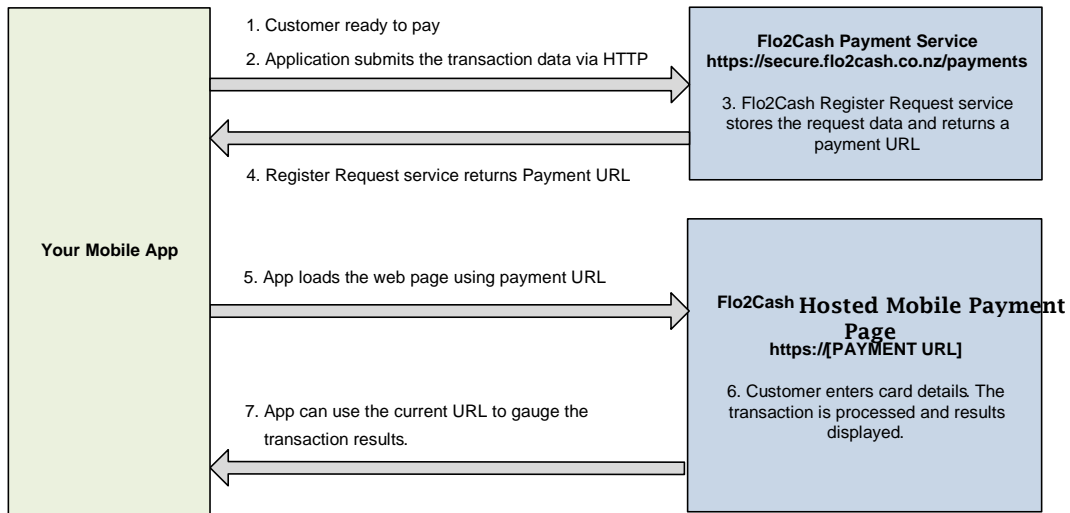 1. Customer ready to pay
2. Application submits the transaction data via HTTP
Flo2Cash Payment Service
https://secure.flo2cash.co.nz/payments
3. Flo2Cash Register Request service
stores the request data and returns a
payment URL
4. Register Request service returns Payment URL
Your Mobile App
5. App loads the web page using payment URL
Flo2Cash Hosted Mobile Payment
Page
https://[PAYMENT URL]
6. Customer enters card details. The
transaction is processed and results
displayed.
7. App can use the current URL to gauge the
transaction results.